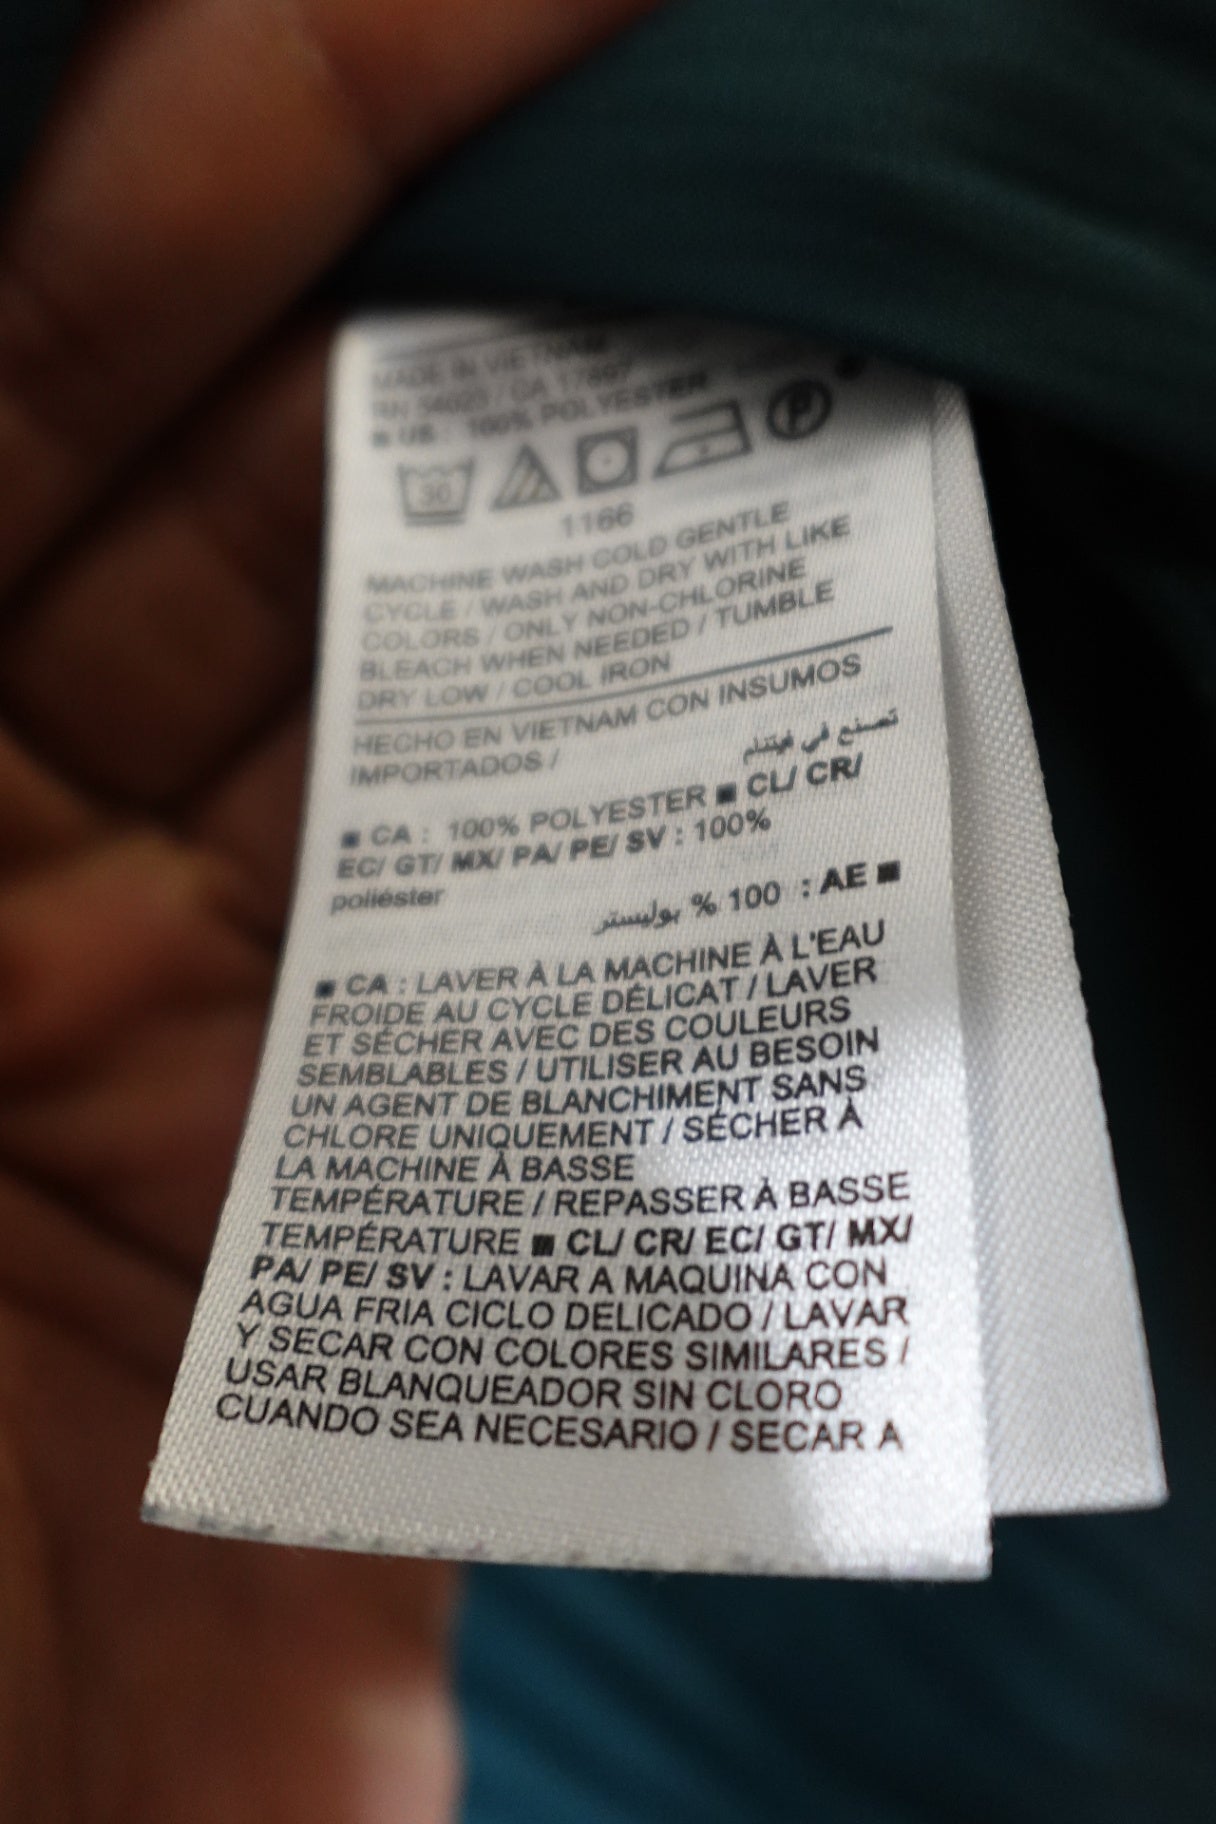 MADE IN VIETNAM
RN 54023 / CA 17897
■ US : 100% POLYESTER
30
P
1166
MACHINE WASH COLD GENTLE
CYCLE / WASH AND DRY WITH LIKE
COLORS / ONLY NON-CHLORINE
BLEACH WHEN NEEDED / TUMBLE
DRY LOW / COOL IRON
HECHO EN VIETNAM CON INSUMOS
IMPORTADOS /
تصنع في فيتنام
■ CA : 100% POLYESTER ■ CL/ CR/
EC/ GT/ MX/ PA/ PE/ SV : 100%
poliéster
■ AE : 100 % بوليستر
■ CA : LAVER À LA MACHINE À L'EAU
FROIDE AU CYCLE DÉLICAT / LAVER
ET SÉCHER AVEC DES COULEURS
SEMBLABLES / UTILISER AU BESOIN
UN AGENT DE BLANCHIMENT SANS
CHLORE UNIQUEMENT / SÉCHER À
LA MACHINE À BASSE
TEMPÉRATURE / REPASSER À BASSE
TEMPÉRATURE ■ CL/ CR/ EC/ GT/ MX/
PA/ PE/ SV : LAVAR A MAQUINA CON
AGUA FRIA CICLO DELICADO / LAVAR
Y SECAR CON COLORES SIMILARES /
USAR BLANQUEADOR SIN CLORO
CUANDO SEA NECESARIO / SECAR A